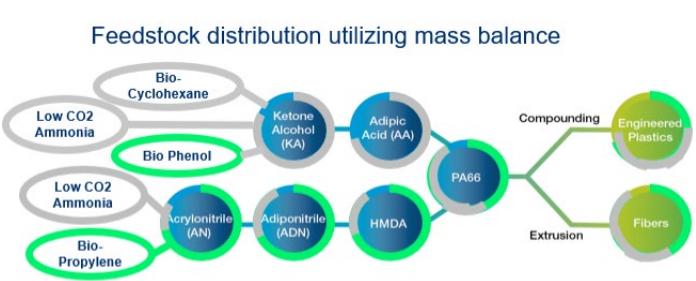 Feedstock distribution utilizing mass balance
Bio-
Cyclohexane
Low CO2
Ammonia
Bio Phenol
Ketone
Alcohol
(KA)
Adipic
Acid (AA)
Low CO2
Ammonia
Bio-
Propylene
Acrylonitrile
(AN)
Adiponitrile
(ADN)
HMDA
PA66
Compounding
Engineered
Plastics
Extrusion
Fibers